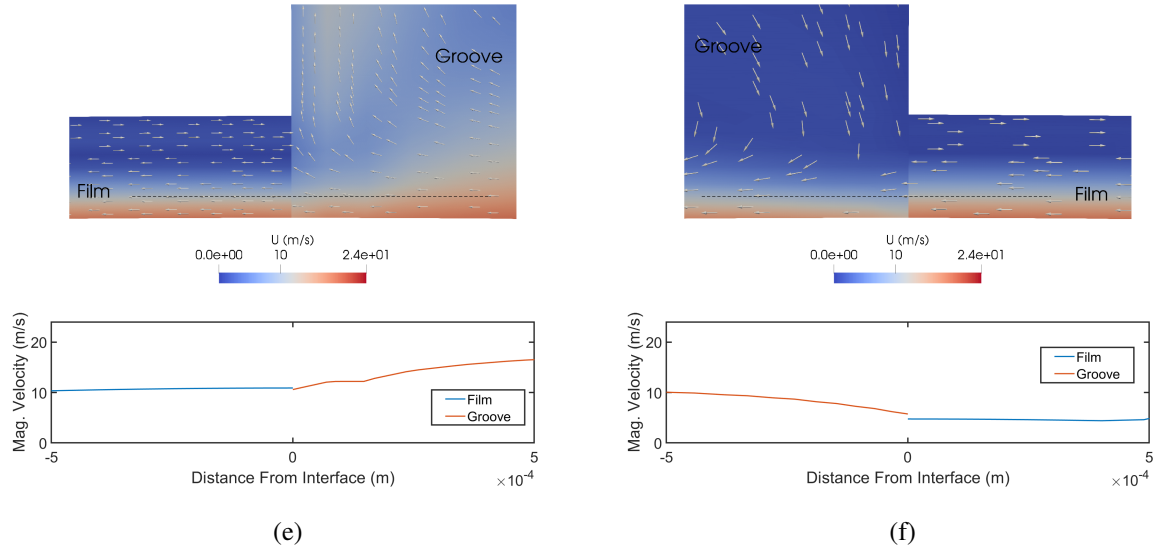 Groove
Film
U (m/s)
0.0e+00 10 2.4e+01
Mag. Velocity (m/s)
20
10
0
Film
Groove
-5 0 5
Distance From Interface (m) ×10⁻⁴
(e)
Groove
Film
U (m/s)
0.0e+00 10 2.4e+01
Mag. Velocity (m/s)
20
10
0
Film
Groove
-5 0 5
Distance From Interface (m) ×10⁻⁴
(f)